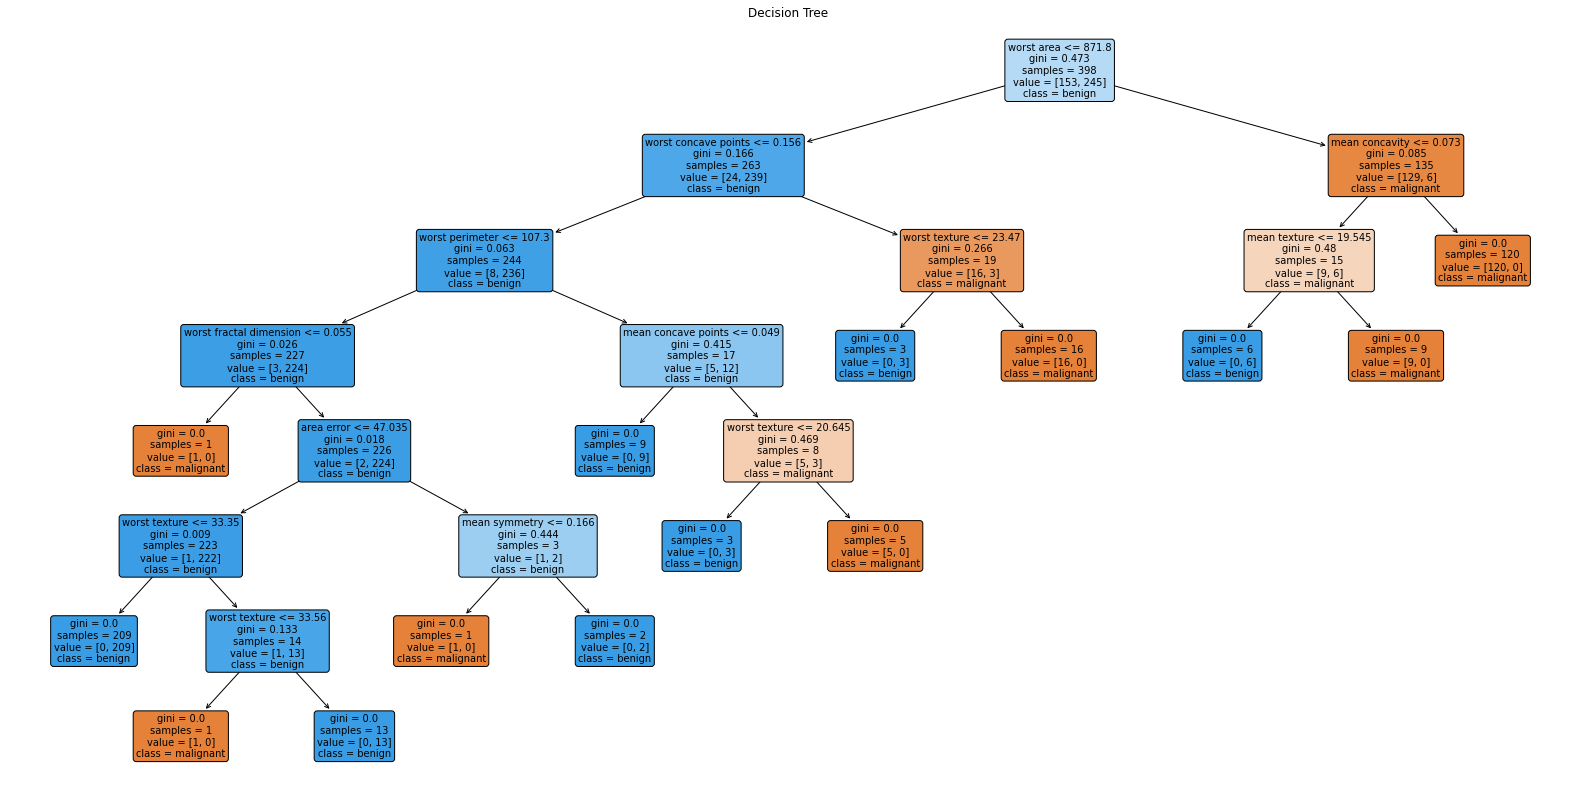 Decision Tree
worst area <= 871.8
gini = 0.473
samples = 398
value = [153, 245]
class = benign
worst concave points <= 0.156
gini = 0.166
samples = 263
value = [24, 239]
class = benign
mean concavity <= 0.073
gini = 0.085
samples = 135
value = [129, 6]
class = malignant
worst perimeter <= 107.3
gini = 0.063
samples = 244
value = [8, 236]
class = benign
worst texture <= 23.47
gini = 0.266
samples = 19
value = [16, 3]
class = malignant
mean texture <= 19.545
gini = 0.48
samples = 15
value = [9, 6]
class = malignant
gini = 0.0
samples = 120
value = [120, 0]
class = malignant
worst fractal dimension <= 0.055
gini = 0.026
samples = 227
value = [3, 224]
class = benign
mean concave points <= 0.049
gini = 0.415
samples = 17
value = [5, 12]
class = benign
gini = 0.0
samples = 3
value = [0, 3]
class = benign
gini = 0.0
samples = 16
value = [16, 0]
class = malignant
gini = 0.0
samples = 6
value = [0, 6]
class = benign
gini = 0.0
samples = 9
value = [9, 0]
class = malignant
gini = 0.0
samples = 1
value = [1, 0]
class = malignant
area error <= 47.035
gini = 0.018
samples = 226
value = [2, 224]
class = benign
gini = 0.0
samples = 9
value = [0, 9]
class = benign
worst texture <= 20.645
gini = 0.469
samples = 8
value = [5, 3]
class = malignant
worst texture <= 33.35
gini = 0.009
samples = 223
value = [1, 222]
class = benign
mean symmetry <= 0.166
gini = 0.444
samples = 3
value = [1, 2]
class = benign
gini = 0.0
samples = 3
value = [0, 3]
class = benign
gini = 0.0
samples = 5
value = [5, 0]
class = malignant
gini = 0.0
samples = 209
value = [0, 209]
class = benign
worst texture <= 33.56
gini = 0.133
samples = 14
value = [1, 13]
class = benign
gini = 0.0
samples = 1
value = [1, 0]
class = malignant
gini = 0.0
samples = 2
value = [0, 2]
class = benign
gini = 0.0
samples = 1
value = [1, 0]
class = malignant
gini = 0.0
samples = 13
value = [0, 13]
class = benign